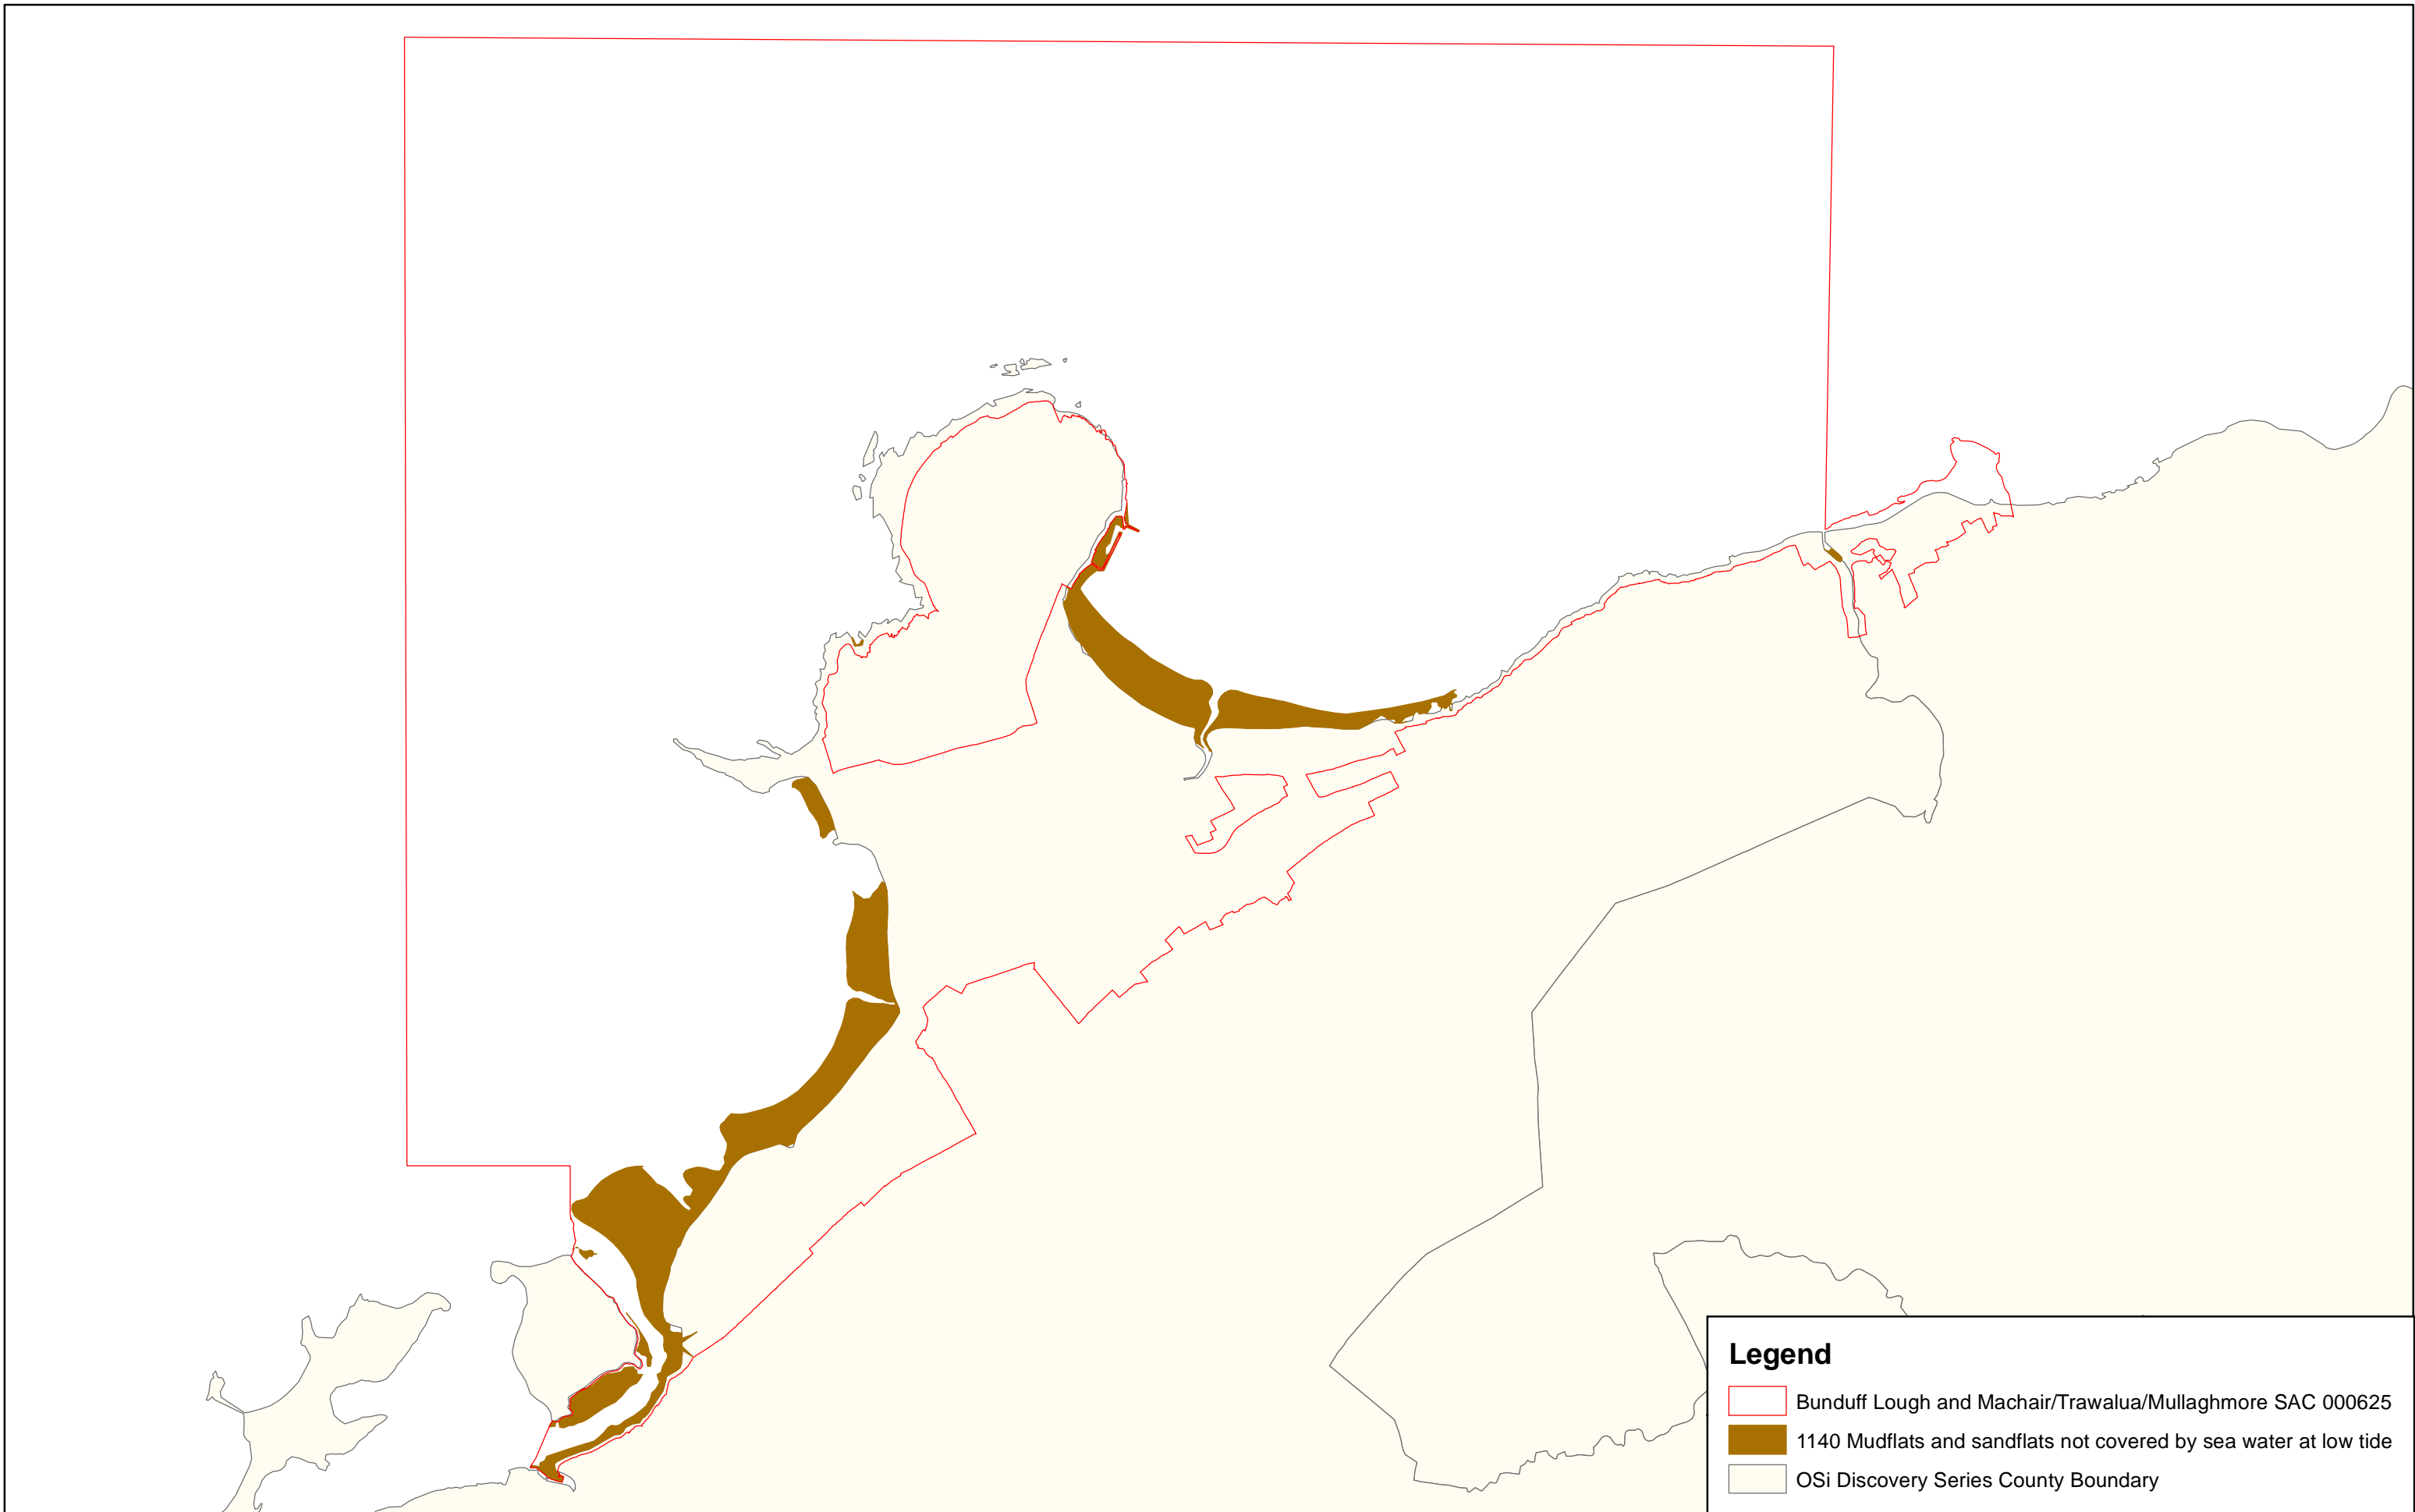 Legend
Bunduff Lough and Machair/Trawalua/Mullaghmore SAC 000625
1140 Mudflats and sandflats not covered by sea water at low tide
OSi Discovery Series County Boundary